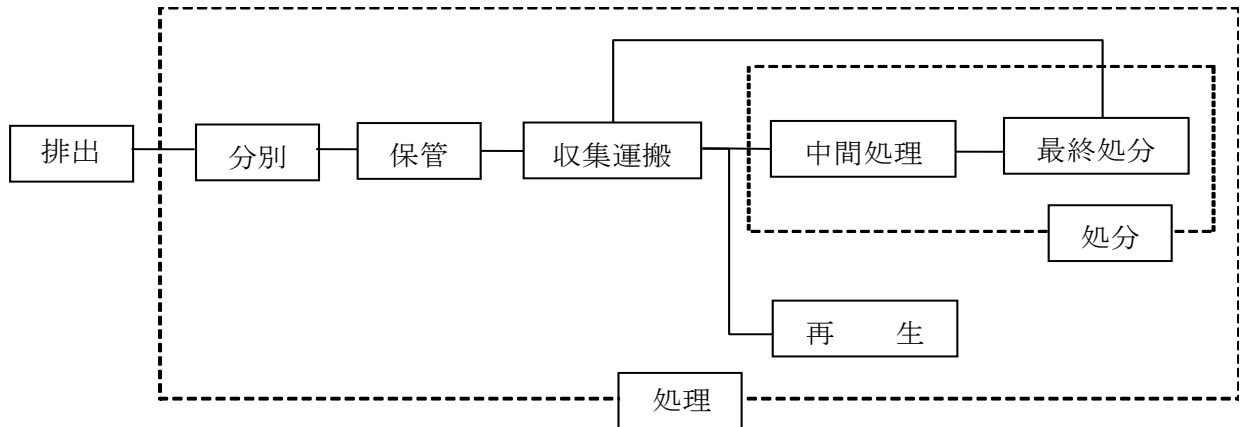 排出
分別
保管
収集運搬
中間処理
最終処分
処分
再　　生
処理